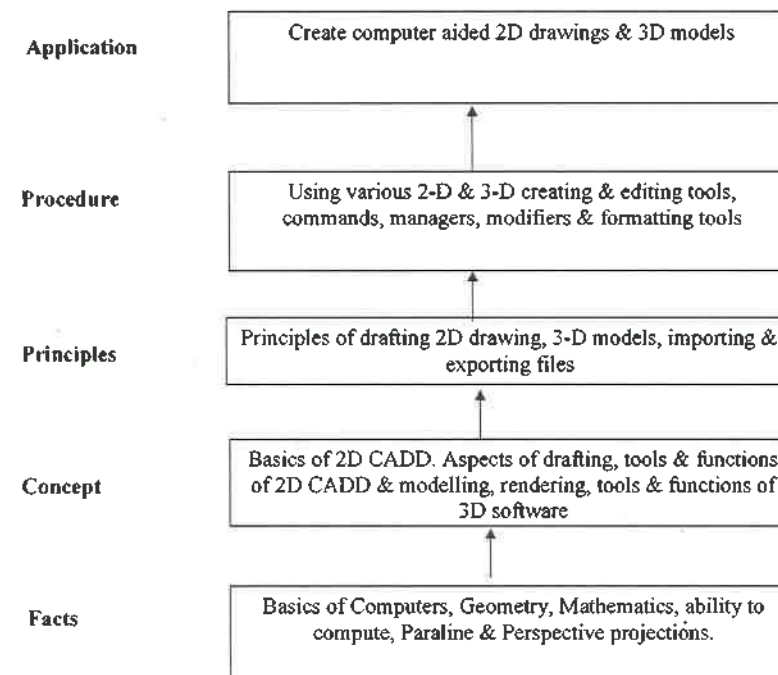 Application
Create computer aided 2D drawings & 3D models
Procedure
Using various 2-D & 3-D creating & editing tools,
commands, managers, modifiers & formatting tools
Principles
Principles of drafting 2D drawing, 3-D models, importing &
exporting files
Concept
Basics of 2D CADD. Aspects of drafting, tools & functions
of 2D CADD & modelling, rendering, tools & functions of
3D software
Facts
Basics of Computers, Geometry, Mathematics, ability to
compute, Paraline & Perspective projections.